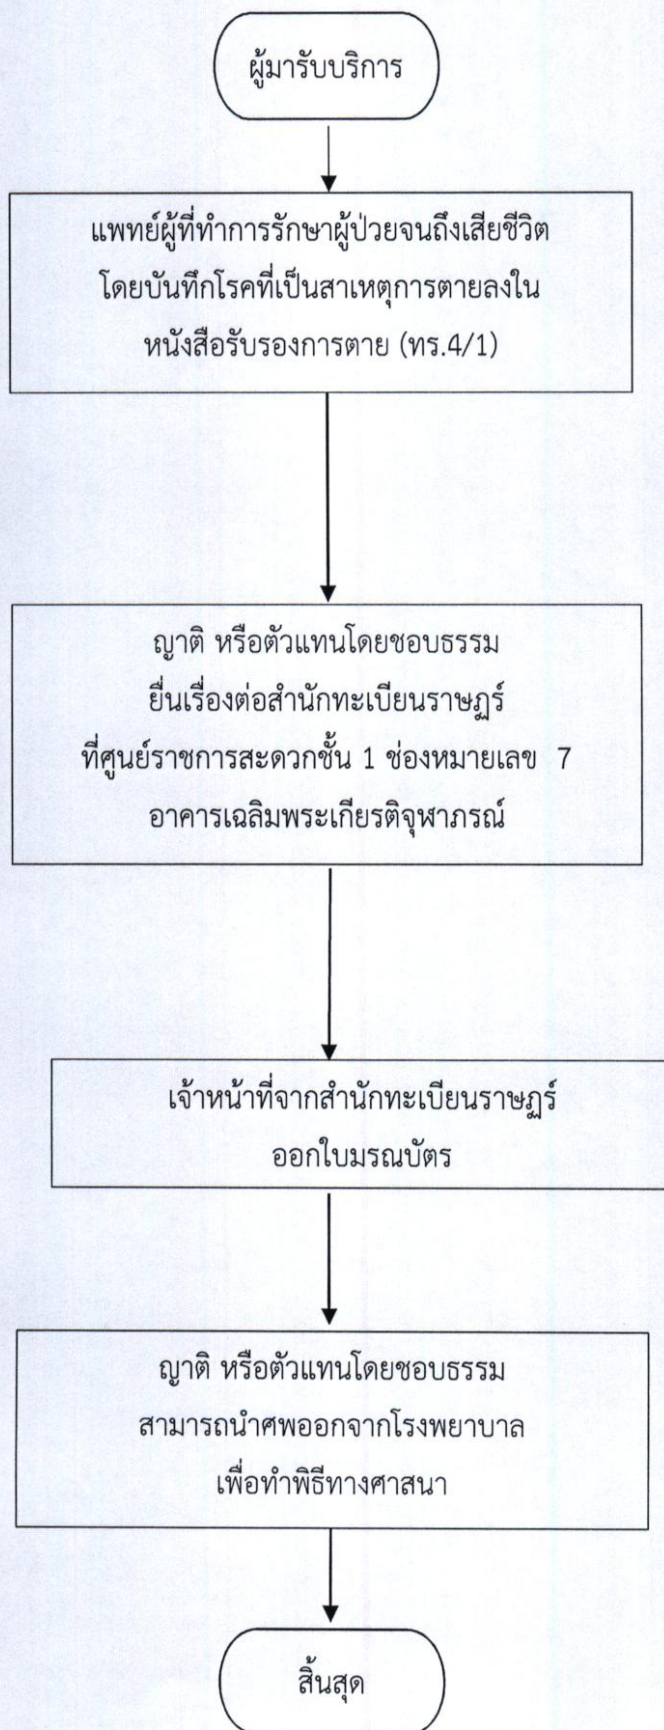 ผู้มารับบริการ
แพทย์ผู้ที่ทำการรักษาผู้ป่วยจนถึงเสียชีวิต
โดยบันทึกโรคที่เป็นสาเหตุการตายลงใน
หนังสือรับรองการตาย (ทร.4/1)
ญาติ หรือตัวแทนโดยชอบธรรม
ยื่นเรื่องต่อสำนักทะเบียนราษฏร์
ที่ศูนย์ราชการสะดวกชั้น 1 ช่องหมายเลข 7
อาคารเฉลิมพระเกียรติจุฬาภรณ์
เจ้าหน้าที่จากสำนักทะเบียนราษฏร์
ออกใบมรณบัตร
ญาติ หรือตัวแทนโดยชอบธรรม
สามารถนำศพออกจากโรงพยาบาล
เพื่อทำพิธีทางศาสนา
สิ้นสุด